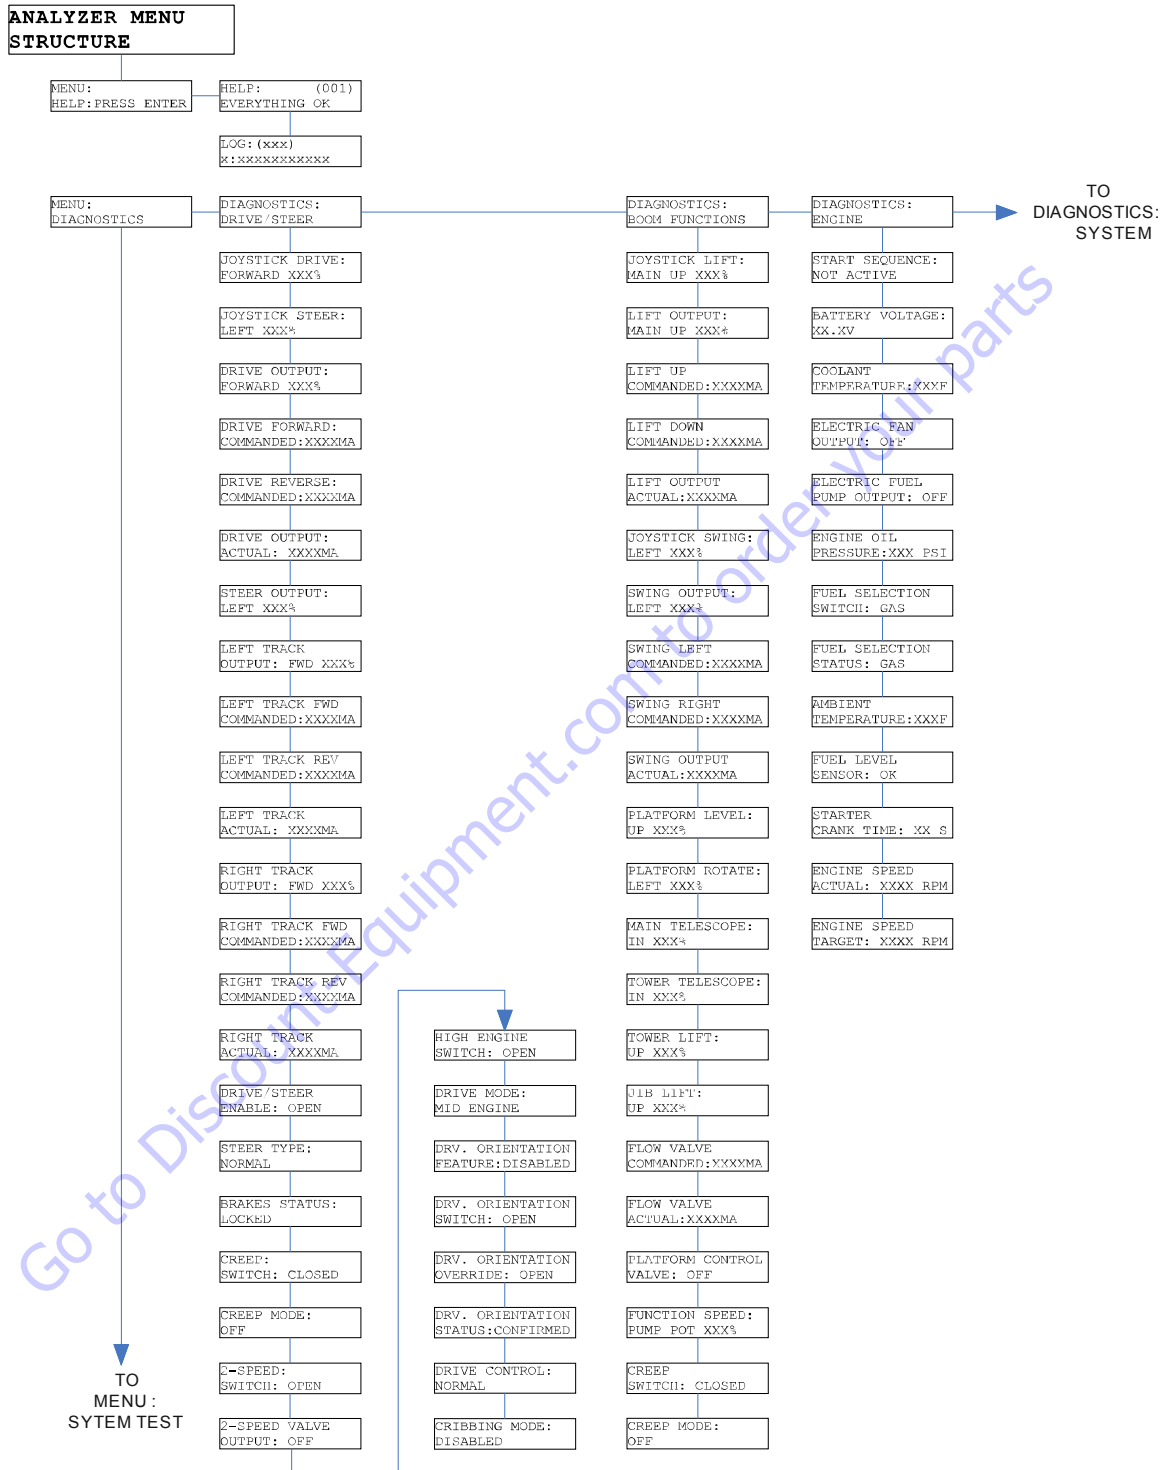 ANALYZER MENU
STRUCTURE
MENU:
HELP:PRESS ENTER
HELP: (001)
EVERYTHING OK
LOG:(xxx)
x:xxxxxxxxxxx
MENU:
DIAGNOSTICS
DIAGNOSTICS:
DRIVE/STEER
JOYSTICK DRIVE:
FORWARD XXX%
JOYSTICK STEER:
LEFT XXX%
DRIVE OUTPUT:
FORWARD XXX%
DRIVE FORWARD:
COMMANDED:XXXXMA
DRIVE REVERSE:
COMMANDED:XXXXMA
DRIVE OUTPUT:
ACTUAL: XXXXMA
STEER OUTPUT:
LEFT XXX%
LEFT TRACK
OUTPUT: FWD XXX%
LEFT TRACK FWD
COMMANDED:XXXXMA
LEFT TRACK REV
COMMANDED:XXXXMA
LEFT TRACK
ACTUAL: XXXXMA
RIGHT TRACK
OUTPUT: FWD XXX%
RIGHT TRACK FWD
COMMANDED:XXXXMA
RIGHT TRACK REV
COMMANDED:XXXXMA
RIGHT TRACK
ACTUAL: XXXXMA
DRIVE/STEER
ENABLE: OPEN
STEER TYPE:
NORMAL
BRAKES STATUS:
LOCKED
CREEP:
SWITCH: CLOSED
CREEP MODE:
OFF
2-SPEED:
SWITCH: OPEN
2-SPEED VALVE
OUTPUT: OFF
HIGH ENGINE
SWITCH: OPEN
DRIVE MODE:
MID ENGINE
DRV. ORIENTATION
FEATURE:DISABLED
DRV. ORIENTATION
SWITCH: OPEN
DRV. ORIENTATION
OVERRIDE: OPEN
DRV. ORIENTATION
STATUS:CONFIRMED
DRIVE CONTROL:
NORMAL
CRIBBING MODE:
DISABLED
DIAGNOSTICS:
BOOM FUNCTIONS
JOYSTICK LIFT:
MAIN UP XXX%
LIFT OUTPUT:
MAIN UP XXX%
LIFT UP
COMMANDED:XXXXMA
LIFT DOWN
COMMANDED:XXXXMA
LIFT OUTPUT
ACTUAL:XXXXMA
JOYSTICK SWING:
LEFT XXX%
SWING OUTPUT:
LEFT XXX%
SWING LEFT
COMMANDED:XXXXMA
SWING RIGHT
COMMANDED:XXXXMA
SWING OUTPUT
ACTUAL:XXXXMA
PLATFORM LEVEL:
UP XXX%
PLATFORM ROTATE:
LEFT XXX%
MAIN TELESCOPE:
IN XXX%
TOWER TELESCOPE:
IN XXX%
TOWER LIFT:
UP XXX%
JIB LIFT:
UP XXX%
FLOW VALVE
COMMANDED:XXXXMA
FLOW VALVE
ACTUAL:XXXXMA
PLATFORM CONTROL
VALVE: OFF
FUNCTION SPEED:
PUMP POT XXX%
CREEP
SWITCH: CLOSED
CREEP MODE:
OFF
DIAGNOSTICS:
ENGINE
START SEQUENCE:
NOT ACTIVE
BATTERY VOLTAGE:
XX.XV
COOLANT
TEMPERATURE:XXXF
ELECTRIC FAN
OUTPUT: OFF
ELECTRIC FUEL
PUMP OUTPUT: OFF
ENGINE OIL
PRESSURE:XXX PSI
FUEL SELECTION
SWITCH: GAS
FUEL SELECTION
STATUS: GAS
AMBIENT
TEMPERATURE:XXXF
FUEL LEVEL
SENSOR: OK
STARTER
CRANK TIME: XX S
ENGINE SPEED
ACTUAL: XXXX RPM
ENGINE SPEED
TARGET: XXXX RPM
TO
DIAGNOSTICS:
SYSTEM
TO
MENU :
SYTEM TEST
Go to Discount-Equipment.com to order your parts